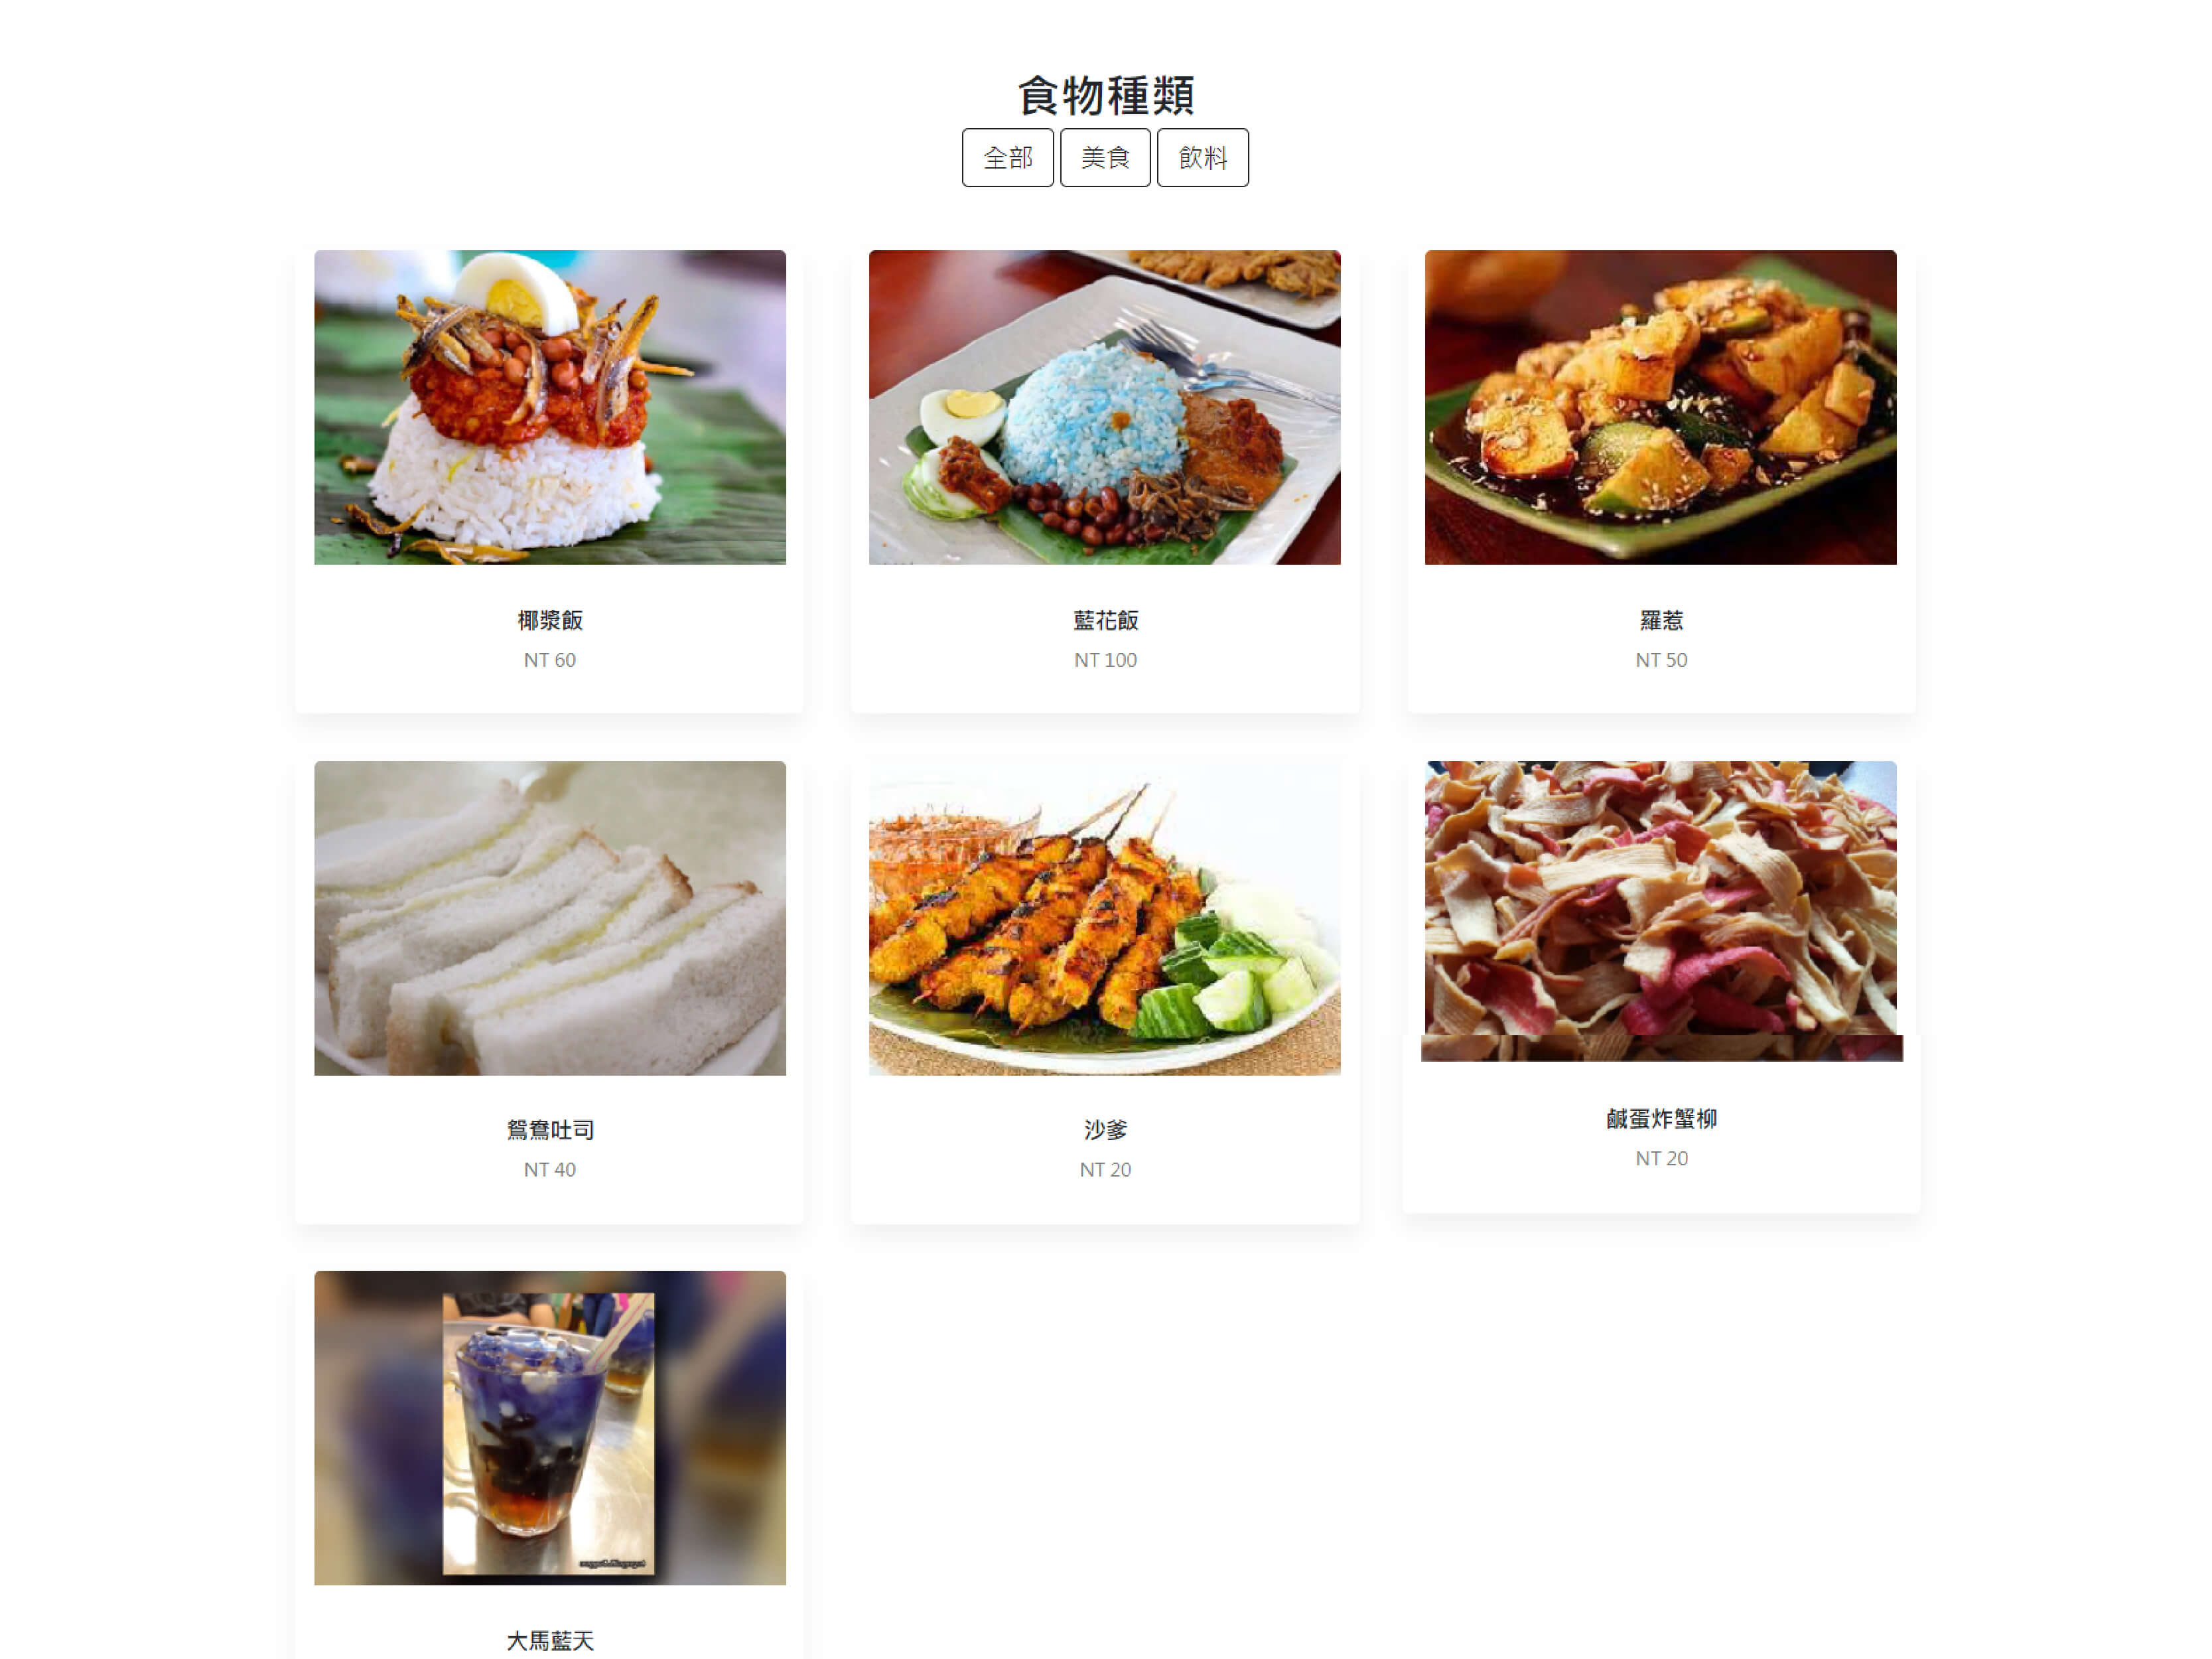 食物種類
全部 美食 飲料
椰漿飯
NT 60
藍花飯
NT 100
羅惹
NT 50
鴛鴦吐司
NT 40
沙爹
NT 20
鹹蛋炸蟹柳
NT 20
大馬藍天